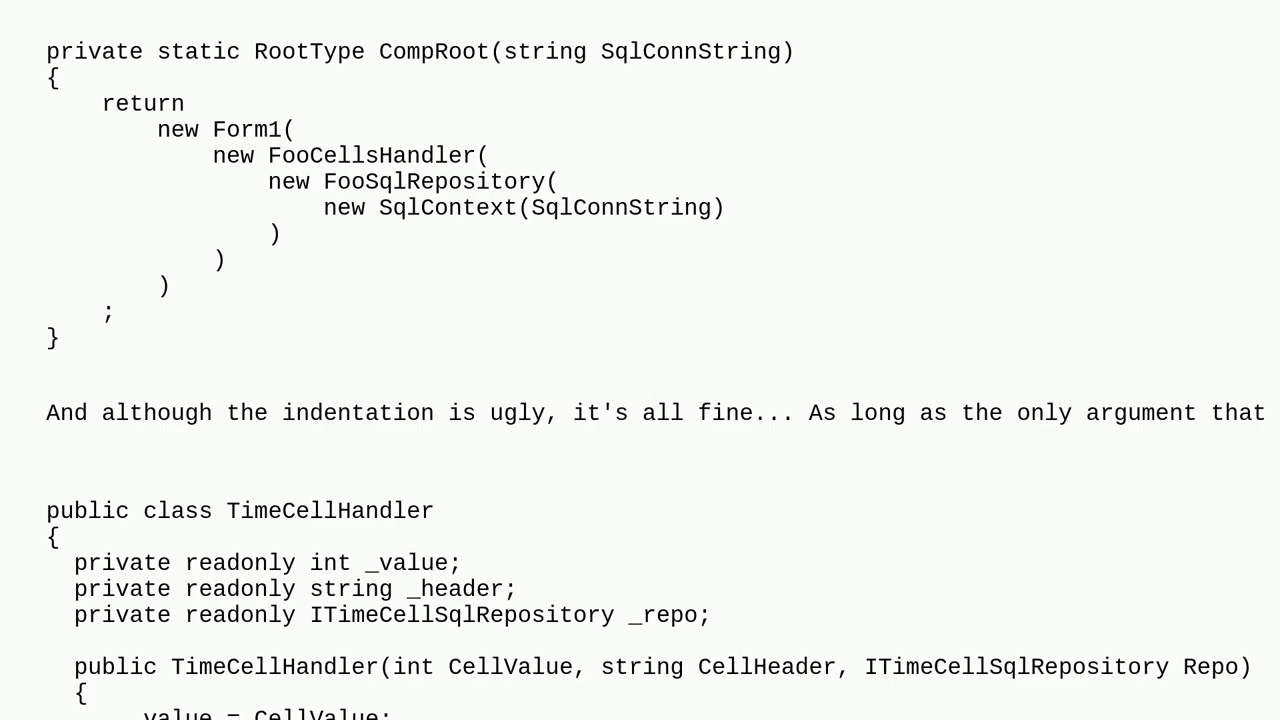 private static RootType CompRoot(string SqlConnString)
{
    return
        new Form1(
            new FooCellsHandler(
                new FooSqlRepository(
                    new SqlContext(SqlConnString)
                )
            )
        )
    ;
}
And although the indentation is ugly, it's all fine... As long as the only argument that
public class TimeCellHandler
{
  private readonly int _value;
  private readonly string _header;
  private readonly ITimeCellSqlRepository _repo;
  public TimeCellHandler(int CellValue, string CellHeader, ITimeCellSqlRepository Repo)
  {
      value = CellValue;